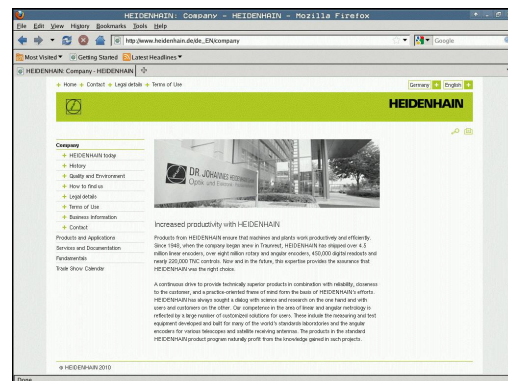 HEIDENHAIN: Company - HEIDENHAIN - Mozilla Firefox
File Edit View History Bookmarks Tools Help
http://www.heidenhain.de/de_EN/company
Google
Most Visited Getting Started Latest Headlines
HEIDENHAIN: Company - HEIDENHAIN
Home Contact Legal details Terms of Use
Germany English
HEIDENHAIN
Company
HEIDENHAIN today
History
Quality and Environment
How to find us
Legal details
Terms of Use
Business Information
Contact
Products and Applications
Services and Documentation
Fundamentals
Trade Show Calendar
DR. JOHANNES HEIDENHAIN
Optik und
Increased productivity with HEIDENHAIN
Products from HEIDENHAIN ensure that machines and plants work productively and efficiently.
Since 1948, when the company began anew in Traunreut, HEIDENHAIN has shipped over 4.5
million linear encoders, over eight million rotary and angular encoders, 450,000 digital readouts and
nearly 220,000 TNC controls. Now and in the future, this expertise provides the assurance that
HEIDENHAIN was the right choice.
A continuous drive to provide technically superior products in combination with reliability, closeness
to the customer, and a practice-oriented frame of mind form the basis of HEIDENHAIN's efforts.
HEIDENHAIN has always sought a dialog with science and research on the one hand and with
users and customers on the other. Our competence in the area of linear and angular metrology is
reflected by a large number of customized solutions for users. These include the measuring and test
equipment developed and built for many of the world's standards laboratories and the angular
encoders for various telescopes and satellite receiving antennas. The products in the standard
HEIDENHAIN product program naturally profit from the knowledge gained in such projects.
© HEIDENHAIN 2010
Done